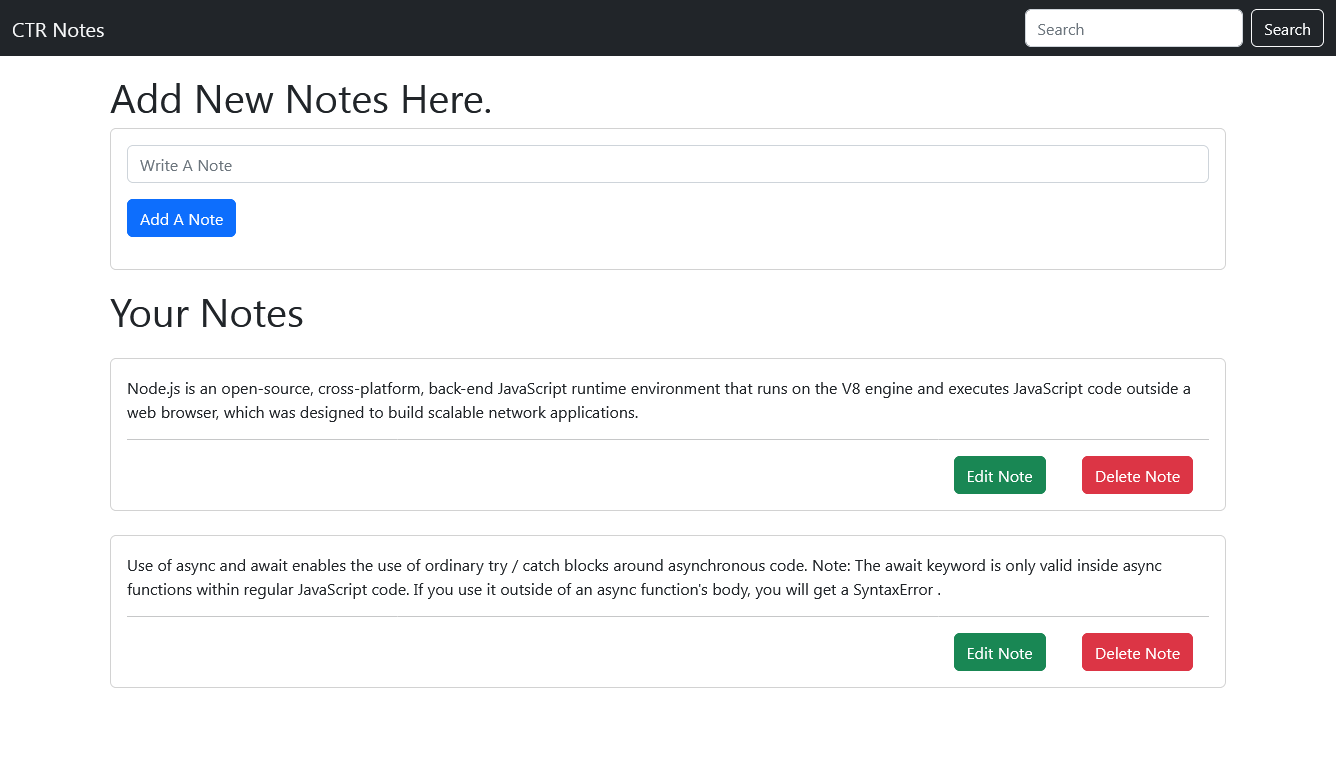 CTR Notes
Search
Search
Add New Notes Here.
Write A Note
Add A Note
Your Notes
Node.js is an open-source, cross-platform, back-end JavaScript runtime environment that runs on the V8 engine and executes JavaScript code outside a
web browser, which was designed to build scalable network applications.
Edit Note
Delete Note
Use of async and await enables the use of ordinary try / catch blocks around asynchronous code. Note: The await keyword is only valid inside async
functions within regular JavaScript code. If you use it outside of an async function's body, you will get a SyntaxError .
Edit Note
Delete Note